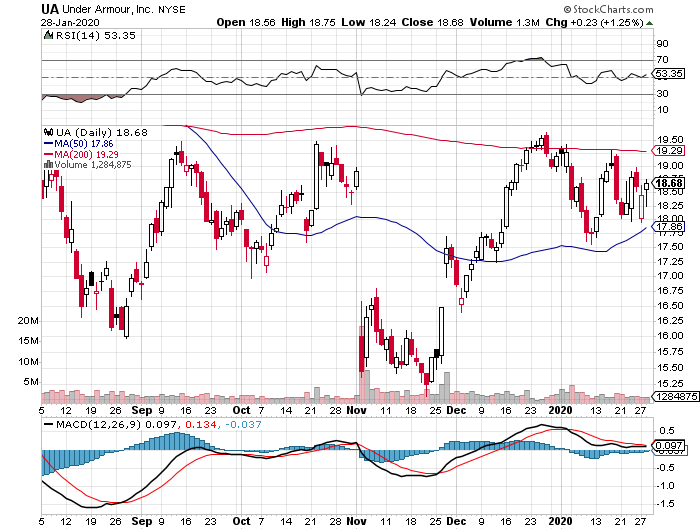 UA Under Armour, Inc. NYSE © StockCharts.com
28-Jan-2020 Open 18.56 High 18.75 Low 18.24 Close 18.68 Volume 1.3M Chg +0.23 (+1.25%)
RSI(14) 53.35
90
70
53.35
30
10
UA (Daily) 18.68
MA(50) 17.86
MA(200) 19.29
Volume 1,284,875
19.50
19.29
19.00
18.68
18.50
18.25
18.00
17.86
17.50
17.25
17.00
16.75
16.50
16.25
16.00
15.75
15.50
15.25
20M
15M
10M
5M
1284875
5 12 19 26 Sep 9 16 23 Oct 7 14 21 28 Nov 11 18 25 Dec 9 16 23 2020 13 21 27
MACD(12,26,9) 0.097, 0.134, -0.037
0.5
0.097
-0.5
-1.0
-1.5
5 12 19 26 Sep 9 16 23 Oct 7 14 21 28 Nov 11 18 25 Dec 9 16 23 2020 13 21 27